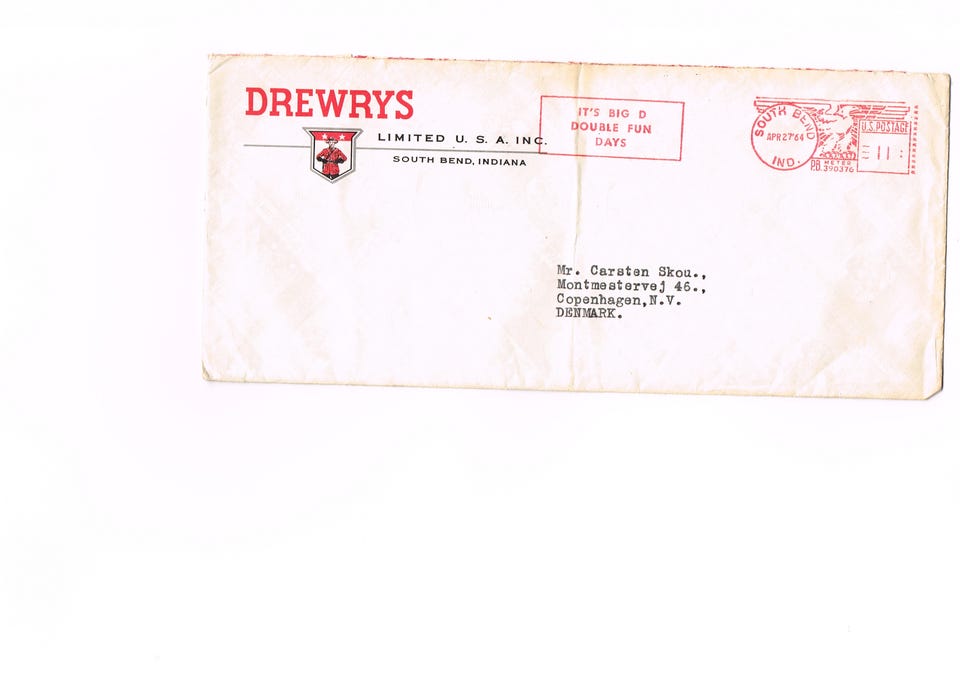 DREWRYS
LIMITED U. S. A. INC.
SOUTH BEND, INDIANA
IT'S BIG D
DOUBLE FUN
DAYS
SOUTH BEND
APR 27'64
IND.
U.S. POSTAGE
11
METER
P.B. 390376
Mr. Carsten Skou.,
Montmestervej 46.,
Copenhagen,N.V.
DENMARK.